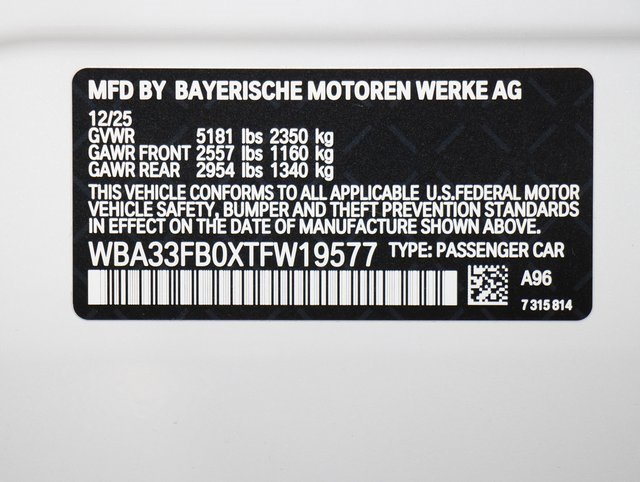 MFD BY BAYERISCHE MOTOREN WERKE AG
12/25
GVWR 5181 lbs 2350 kg
GAWR FRONT 2557 lbs 1160 kg
GAWR REAR 2954 lbs 1340 kg
THIS VEHICLE CONFORMS TO ALL APPLICABLE U.S.FEDERAL MOTOR
VEHICLE SAFETY, BUMPER AND THEFT PREVENTION STANDARDS
IN EFFECT ON THE DATE OF MANUFACTURE SHOWN ABOVE.
WBA33FB0XTFW19577 TYPE: PASSENGER CAR
A96
7 315 814